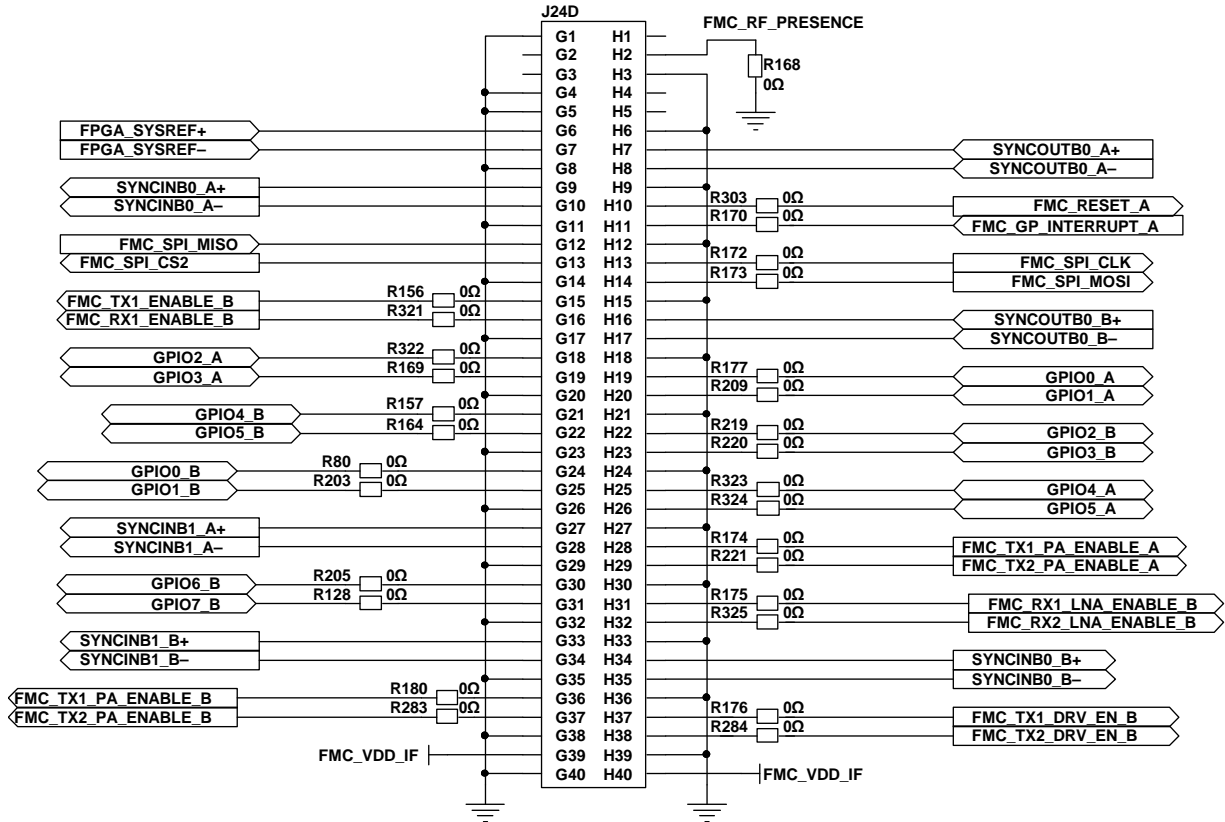 J24D
FMC_RF_PRESENCE
G1 H1
G2 H2
R168
0Ω
G3 H3
G4 H4
G5 H5
FPGA_SYSREF+ G6 H6
FPGA_SYSREF– G7 H7 SYNCOUTB0_A+
G8 H8 SYNCOUTB0_A–
SYNCINB0_A+ G9 H9
SYNCINB0_A– G10 H10 R303 0Ω FMC_RESET_A
G11 H11 R170 0Ω FMC_GP_INTERRUPT_A
FMC_SPI_MISO G12 H12
FMC_SPI_CS2 G13 H13 R172 0Ω FMC_SPI_CLK
G14 H14 R173 0Ω FMC_SPI_MOSI
FMC_TX1_ENABLE_B R156 0Ω G15 H15
FMC_RX1_ENABLE_B R321 0Ω G16 H16 SYNCOUTB0_B+
G17 H17 SYNCOUTB0_B–
GPIO2_A R322 0Ω G18 H18
GPIO3_A R169 0Ω G19 H19 R177 0Ω GPIO0_A
G20 H20 R209 0Ω GPIO1_A
GPIO4_B R157 0Ω G21 H21
GPIO5_B R164 0Ω G22 H22 R219 0Ω GPIO2_B
G23 H23 R220 0Ω GPIO3_B
GPIO0_B R80 0Ω G24 H24
GPIO1_B R203 0Ω G25 H25 R323 0Ω GPIO4_A
G26 H26 R324 0Ω GPIO5_A
SYNCINB1_A+ G27 H27
SYNCINB1_A– G28 H28 R174 0Ω FMC_TX1_PA_ENABLE_A
G29 H29 R221 0Ω FMC_TX2_PA_ENABLE_A
GPIO6_B R205 0Ω G30 H30
GPIO7_B R128 0Ω G31 H31 R175 0Ω FMC_RX1_LNA_ENABLE_B
G32 H32 R325 0Ω FMC_RX2_LNA_ENABLE_B
SYNCINB1_B+ G33 H33
SYNCINB1_B– G34 H34 SYNCINB0_B+
G35 H35 SYNCINB0_B–
FMC_TX1_PA_ENABLE_B R180 0Ω G36 H36
FMC_TX2_PA_ENABLE_B R283 0Ω G37 H37 R176 0Ω FMC_TX1_DRV_EN_B
G38 H38 R284 0Ω FMC_TX2_DRV_EN_B
FMC_VDD_IF G39 H39
G40 H40 FMC_VDD_IF